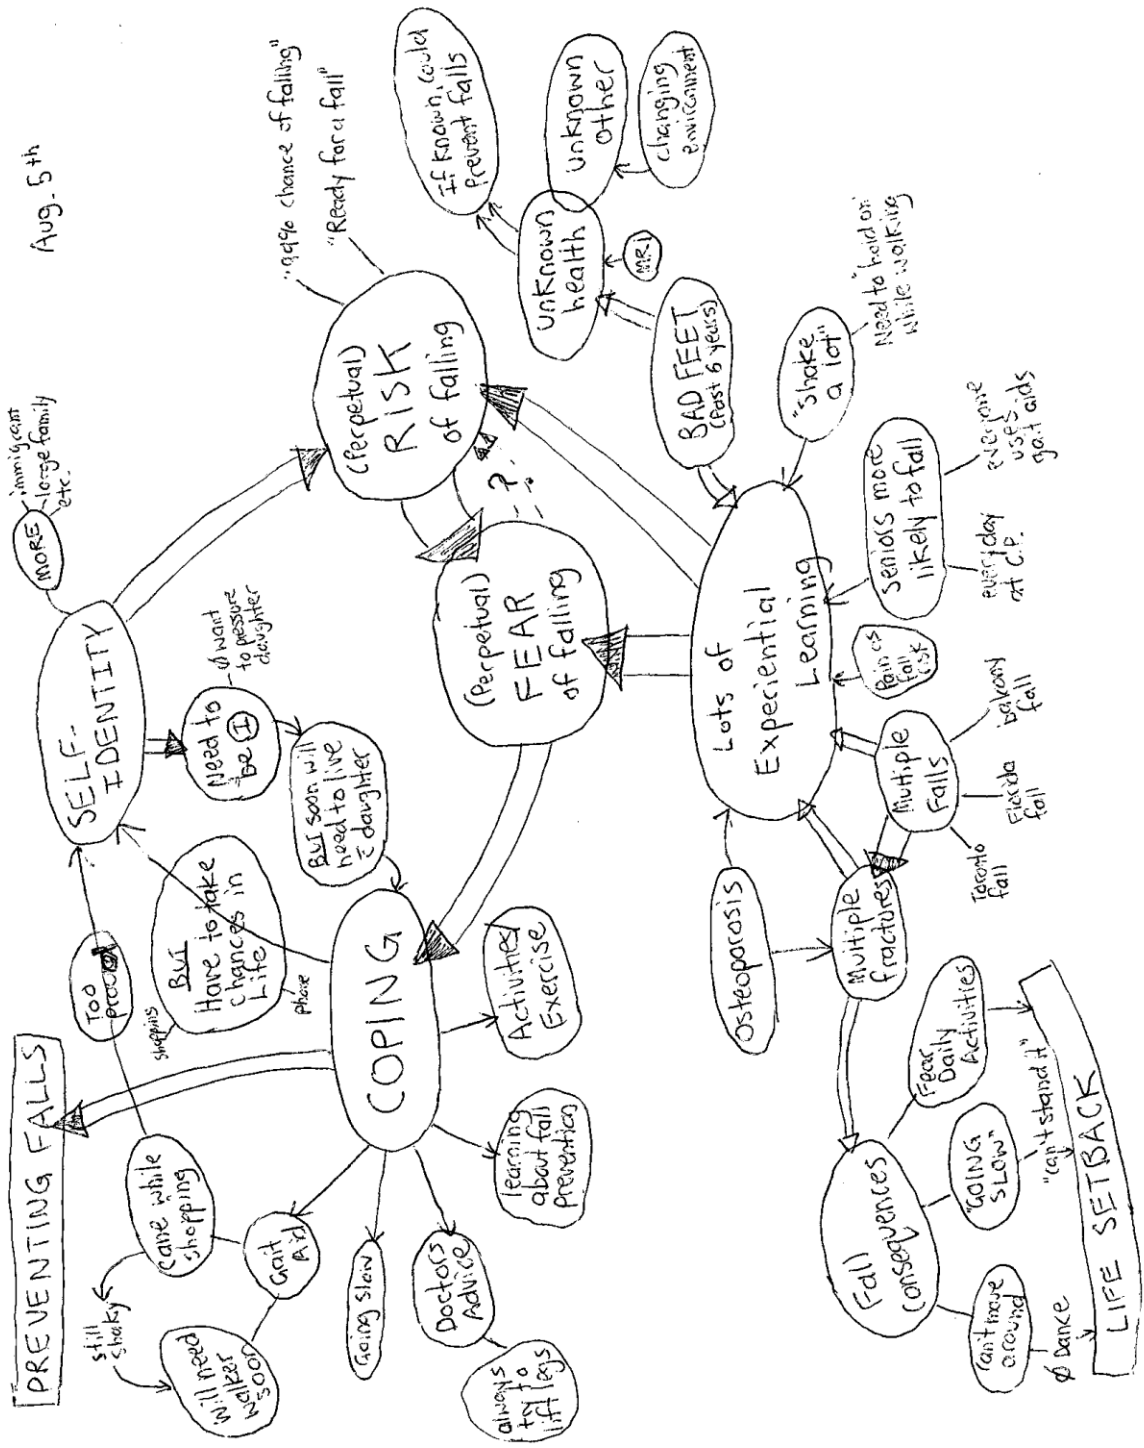 Aug. 5th
PREVENTING FALLS
still
shaky
Will need
walker
soon
Cane while
shopping
Gait
Aid
Going Slow
Doctors
Advice
always
try to
lift legs
learning
about fall
prevention
Activities/
Exercise
COPING
Too
proud
shopping
BUT
Have to take
chances in
Life
phone
SELF-
IDENTITY
MORE
immigrant
large family
etc.
Need to
be I
Ø want
to pressure
daughter
BUT soon will
need to live
c̄ daughter
(Perpetual)
RISK
of falling
"99% chance of falling"
"Ready for a fall"
?
(Perpetual)
FEAR
of falling
If known, could
prevent falls
unknown
health
unknown
other
changing
environment
MRI
BAD FEET
(Past 6 years)
"Shake
a lot"
Need to "hold on"
while walking
Lots of
Experiential
Learning
Seniors more
likely to fall
everyday
at C.P.
everyone
uses
gait aids
fall
risk
Multiple
Falls
Toronto
fall
Florida
fall
balcony
fall
Osteoporosis
Multiple
fractures
Fall
Consequences
Fear
Daily
Activities
"GOING
SLOW"
"can't stand it"
can't move
around
Ø Dance
LIFE SETBACK